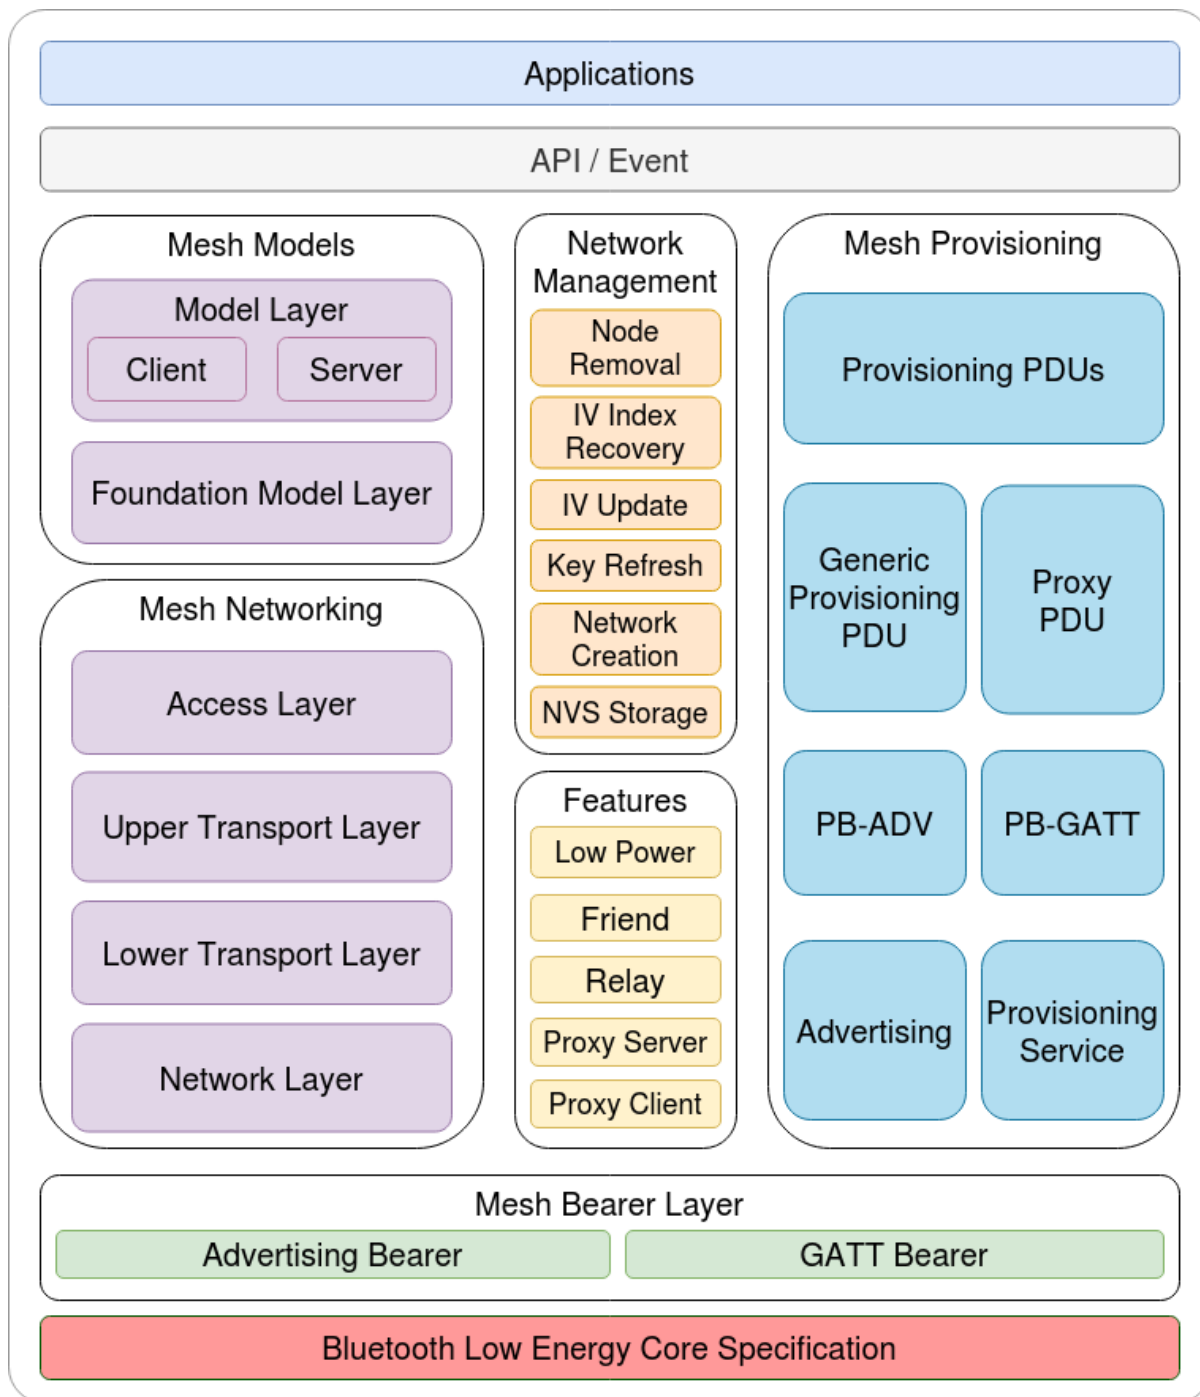 Applications
API / Event
Mesh Models
Model Layer
Client
Server
Foundation Model Layer
Mesh Networking
Access Layer
Upper Transport Layer
Lower Transport Layer
Network Layer
Network
Management
Node
Removal
IV Index
Recovery
IV Update
Key Refresh
Network
Creation
NVS Storage
Features
Low Power
Friend
Relay
Proxy Server
Proxy Client
Mesh Provisioning
Provisioning PDUs
Generic
Provisioning
PDU
Proxy
PDU
PB-ADV
PB-GATT
Advertising
Provisioning
Service
Mesh Bearer Layer
Advertising Bearer
GATT Bearer
Bluetooth Low Energy Core Specification